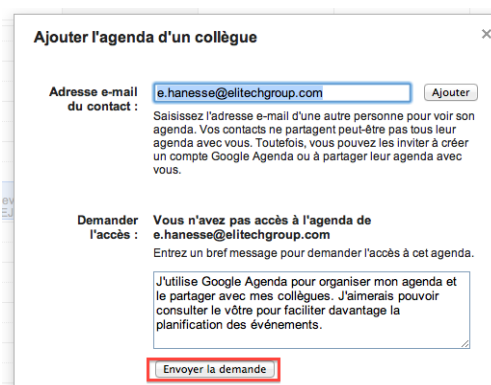 Ajouter l'agenda d'un collègue
×
Adresse e-mail
du contact :
e.hanesse@elitechgroup.com
Ajouter
Saisissez l'adresse e-mail d'une autre personne pour voir son
agenda. Vos contacts ne partagent peut-être pas tous leur
agenda avec vous. Toutefois, vous pouvez les inviter à créer
un compte Google Agenda ou à partager leur agenda avec
vous.
Demander
l'accès :
Vous n'avez pas accès à l'agenda de
e.hanesse@elitechgroup.com
Entrez un bref message pour demander l'accès à cet agenda.
J'utilise Google Agenda pour organiser mon agenda et
le partager avec mes collègues. J'aimerais pouvoir
consulter le vôtre pour faciliter davantage la
planification des événements.
Envoyer la demande